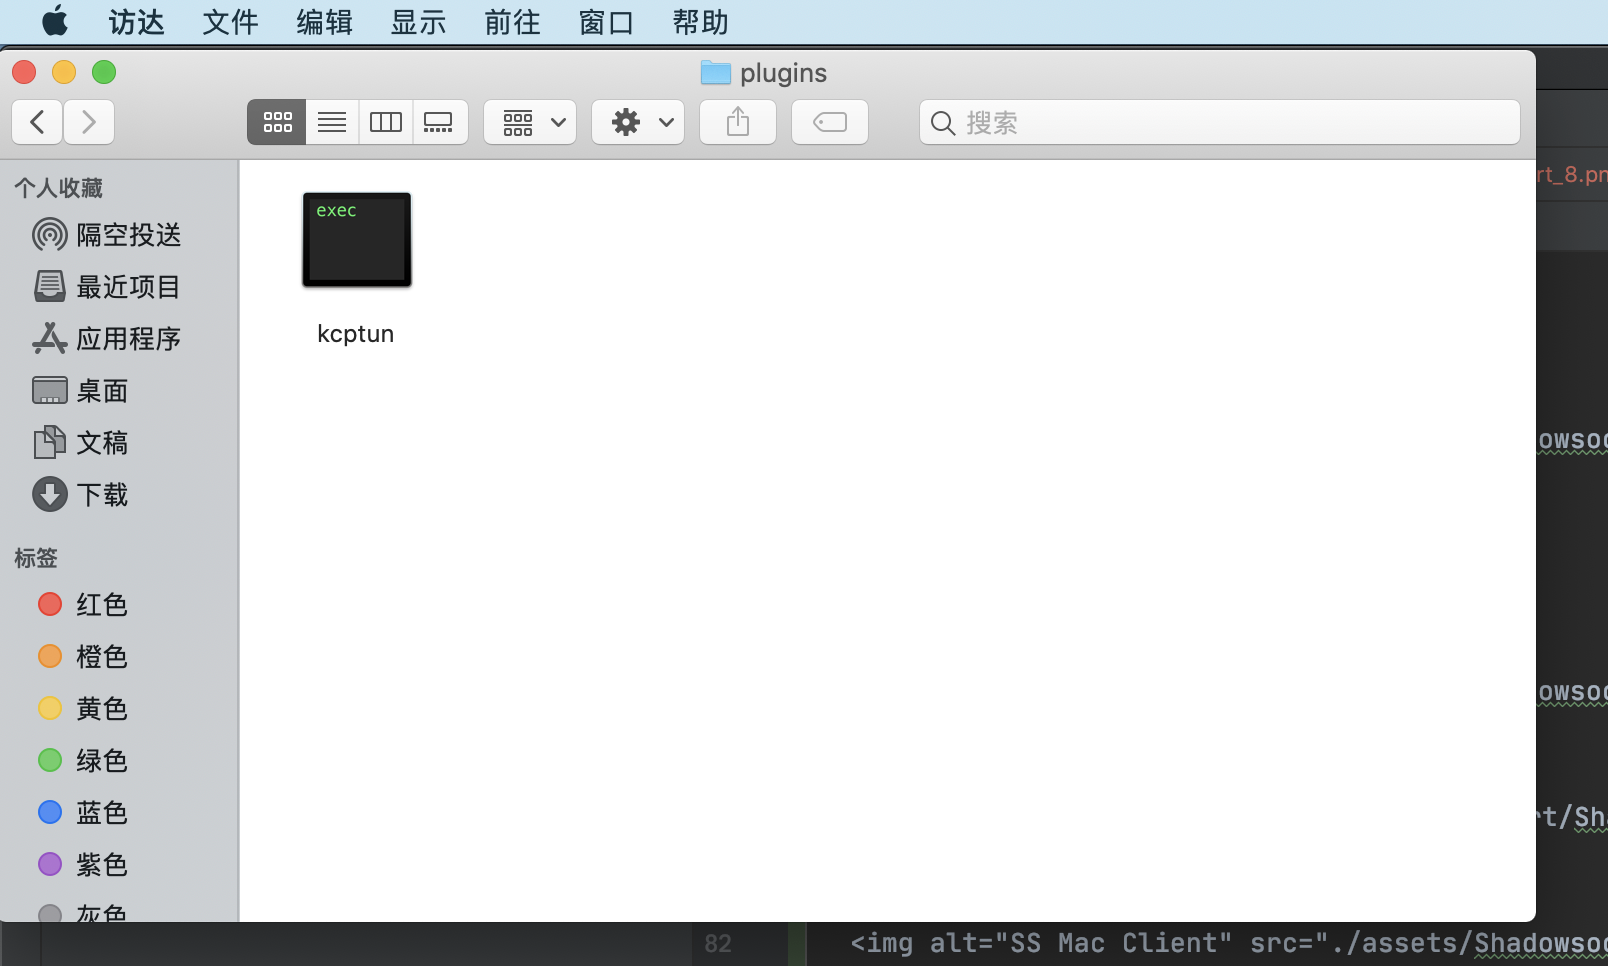 访达 文件 编辑 显示 前往 窗口 帮助
plugins
搜索
个人收藏
隔空投送
最近项目
应用程序
桌面
文稿
下载
标签
红色
橙色
黄色
绿色
蓝色
紫色
灰色
exec
kcptun
rt_8.pn
owsoc
owsoc
rt/Sha
82 <img alt="SS Mac Client" src="./assets/Shadowsoc